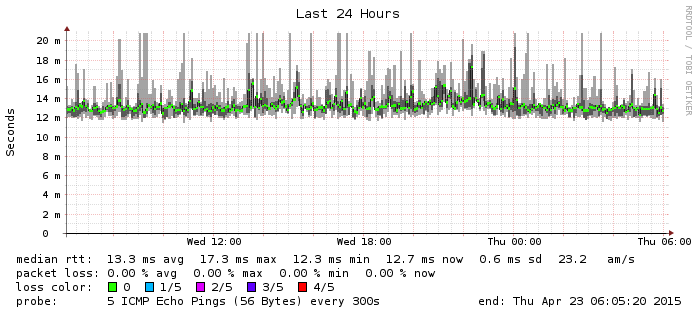 Last 24 Hours
RRDTOOL / TOBI OETIKER
Seconds
20 m
18 m
16 m
14 m
12 m
10 m
8 m
6 m
4 m
2 m
0
Wed 12:00 Wed 18:00 Thu 00:00 Thu 06:00
median rtt: 13.3 ms avg 17.3 ms max 12.3 ms min 12.7 ms now 0.6 ms sd 23.2 am/s
packet loss: 0.00 % avg 0.00 % max 0.00 % min 0.00 % now
loss color: 0 1/5 2/5 3/5 4/5
probe: 5 ICMP Echo Pings (56 Bytes) every 300s end: Thu Apr 23 06:05:20 2015